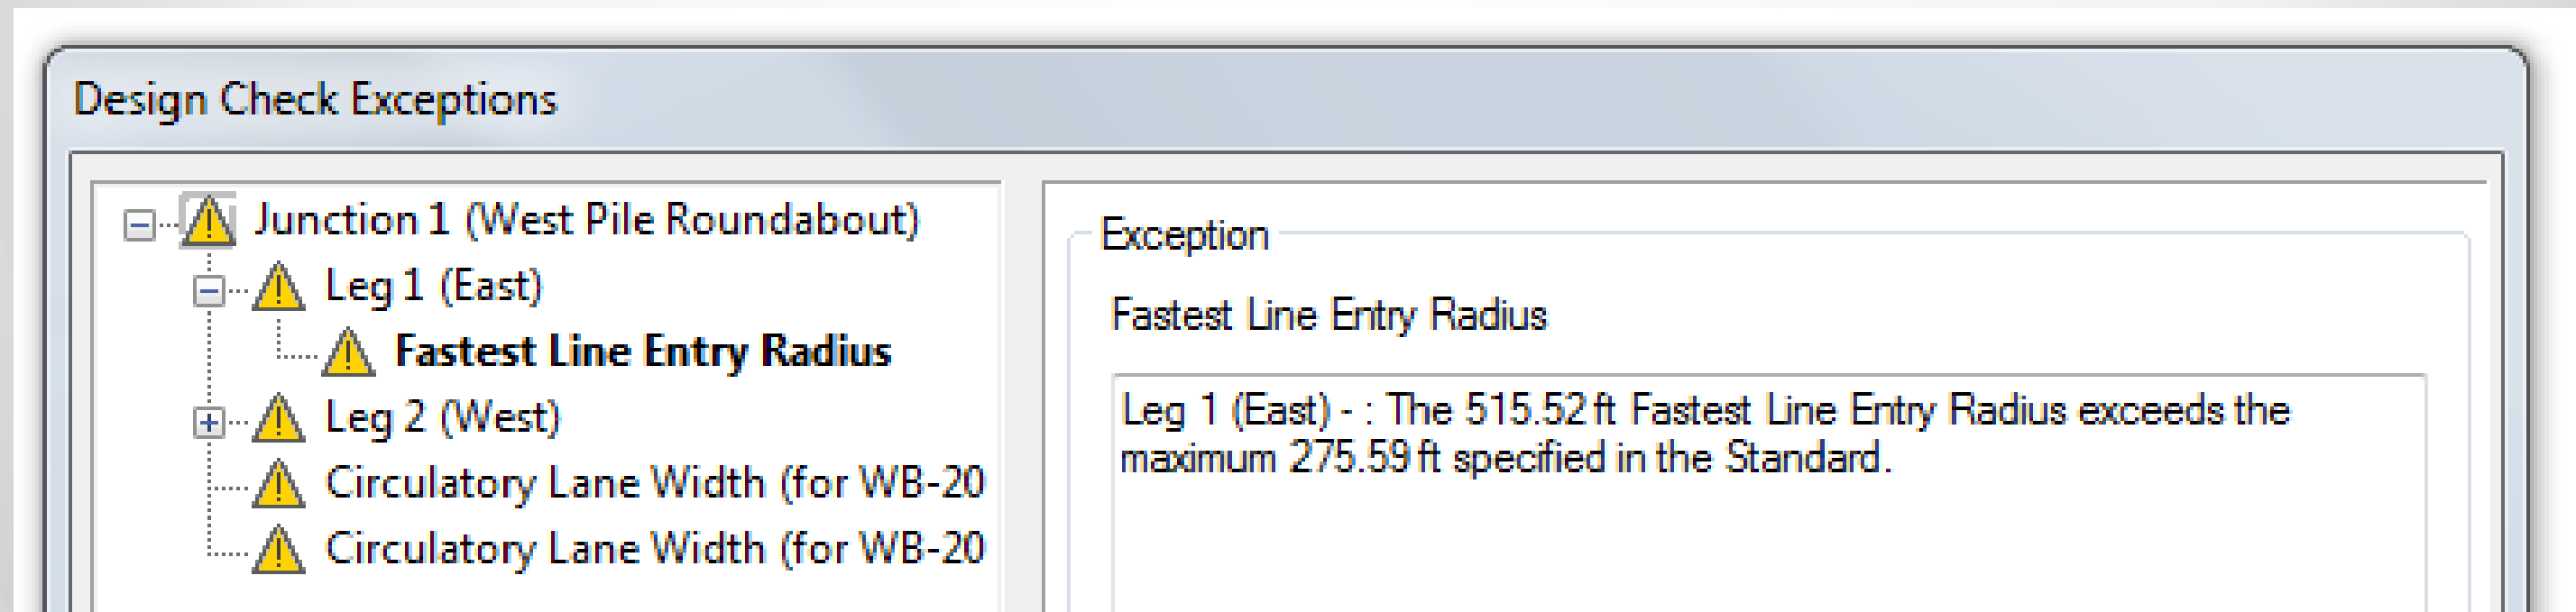 Design Check Exceptions
Junction 1 (West Pile Roundabout)
Leg 1 (East)
Fastest Line Entry Radius
Leg 2 (West)
Circulatory Lane Width (for WB-20
Circulatory Lane Width (for WB-20
Exception
Fastest Line Entry Radius
Leg 1 (East) - : The 515.52 ft Fastest Line Entry Radius exceeds the
maximum 275.59 ft specified in the Standard.